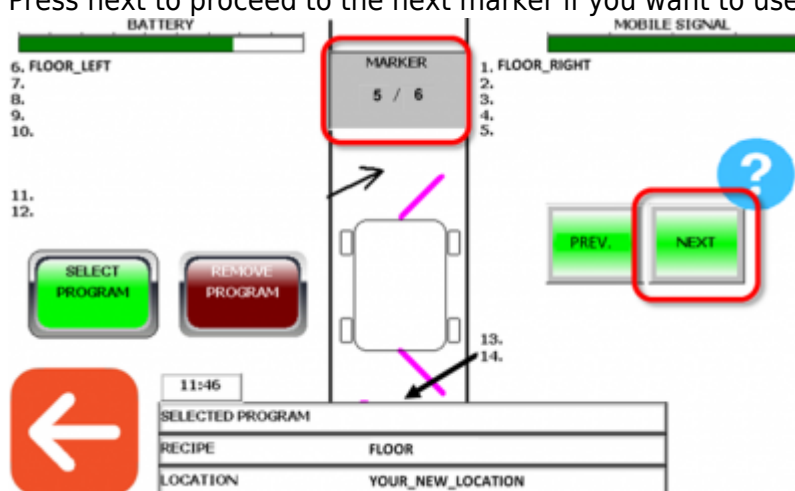 Press next to proceed to the next marker if you want to use
BATTERY
MOBILE SIGNAL
6. FLOOR_LEFT
7.
8.
9.
10.
11.
12.
MARKER
5 / 6
1. FLOOR_RIGHT
2.
3.
4.
5.
?
PREV.
NEXT
SELECT PROGRAM
REMOVE PROGRAM
13.
14.
11:46
SELECTED PROGRAM
RECIPE FLOOR
LOCATION YOUR_NEW_LOCATION